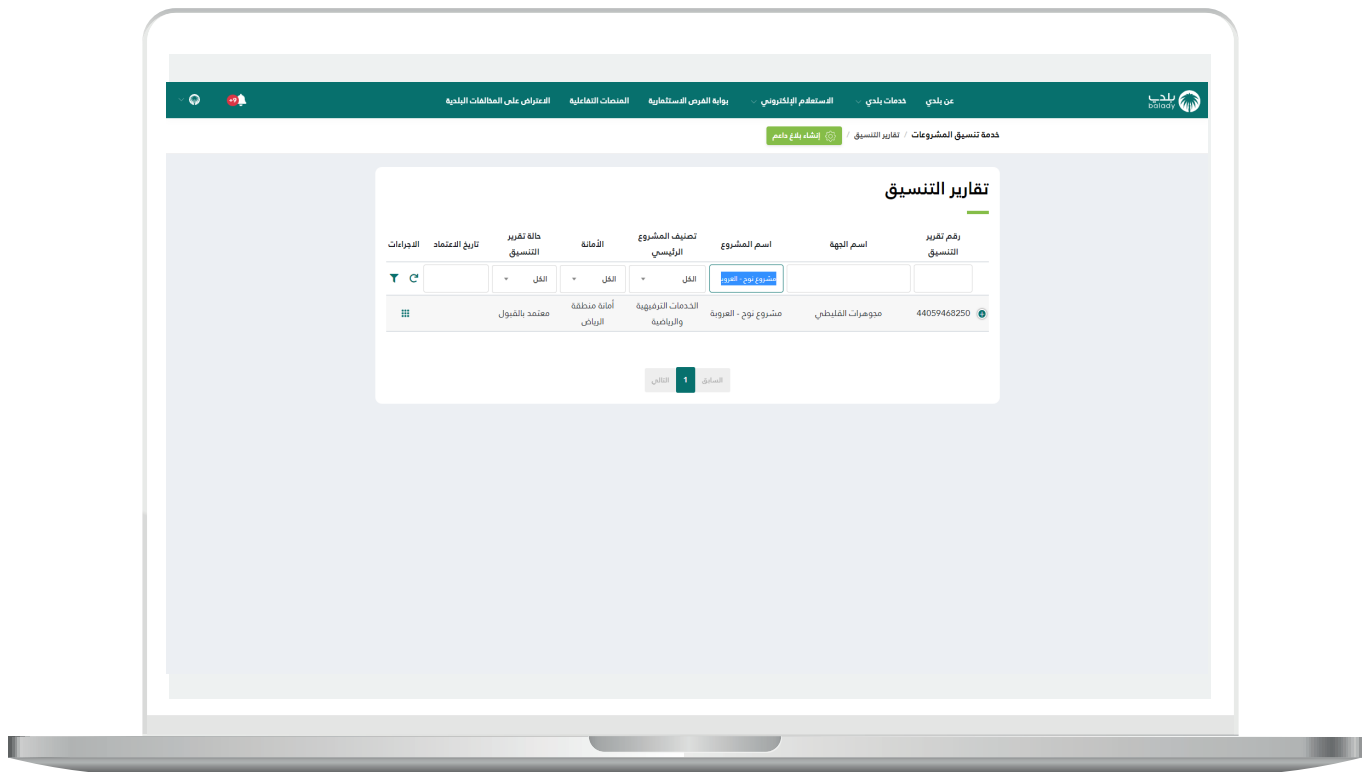 بلدي
balady
عن بلدي
خدمات بلدي
الاستعلام الإلكتروني
بوابة الفرص الاستثمارية
المنصات التفاعلية
الاعتراض على المخالفات البلدية
+9
خدمة تنسيق المشروعات / تقارير التنسيق / إنشاء بلاغ داعم
تقارير التنسيق
رقم تقرير التنسيق
اسم الجهة
اسم المشروع
تصنيف المشروع الرئيسي
الأمانة
حالة تقرير التنسيق
تاريخ الاعتماد
الاجراءات
مشروع نوح - العروبة
الكل
الكل
الكل
44059468250
مجوهرات القليطي
مشروع نوح - العروبة
الخدمات الترفيهية والرياضية
أمانة منطقة الرياض
معتمد بالقبول
السابق
1
التالي